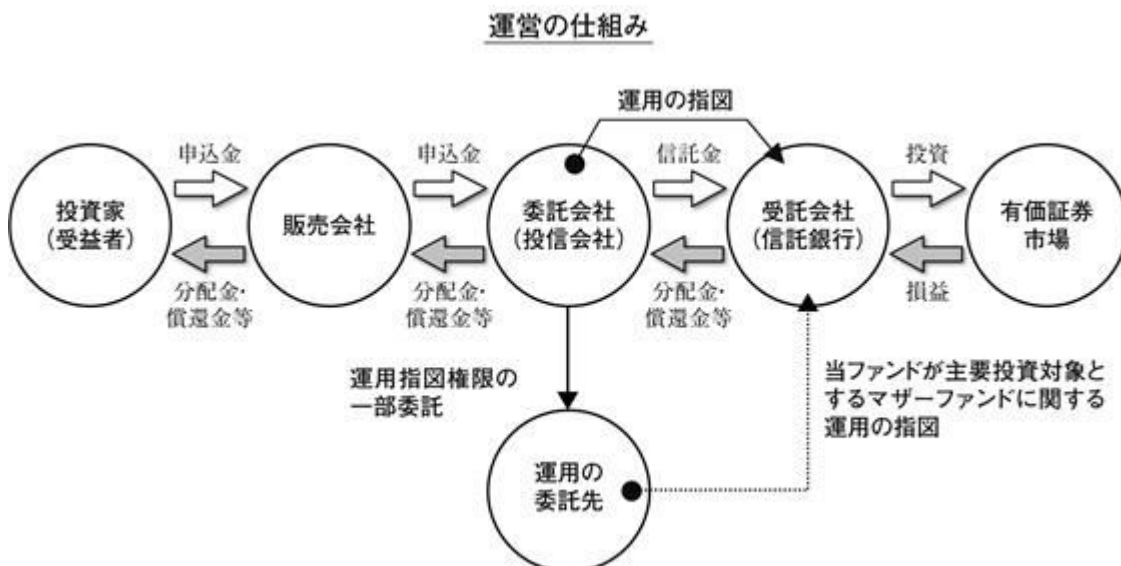 運営の仕組み
運用の指図
申込金
申込金
信託金
投資
投資家
(受益者)
販売会社
委託会社
(投信会社)
受託会社
(信託銀行)
有価証券
市場
分配金・
償還金等
分配金・
償還金等
分配金・
償還金等
損益
運用指図権限の
一部委託
当ファンドが主要投資対象と
するマザーファンドに関する
運用の指図
運用の
委託先